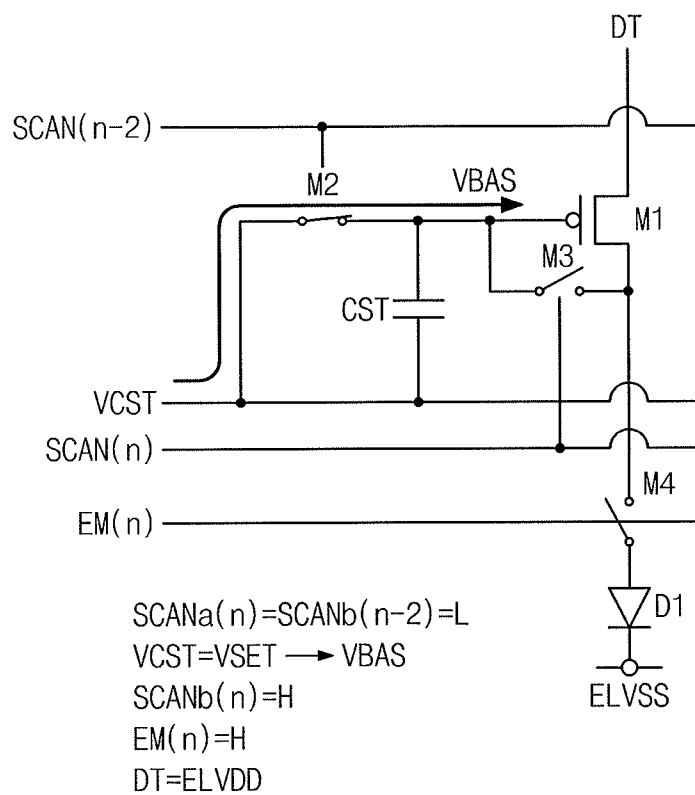 DT
SCAN(n-2)
M2
VBAS
M1
M3
CST
VCST
SCAN(n)
M4
EM(n)
D1
ELVSS
SCANa(n)=SCANb(n-2)=L
VCST=VSET → VBAS
SCANb(n)=H
EM(n)=H
DT=ELVDD